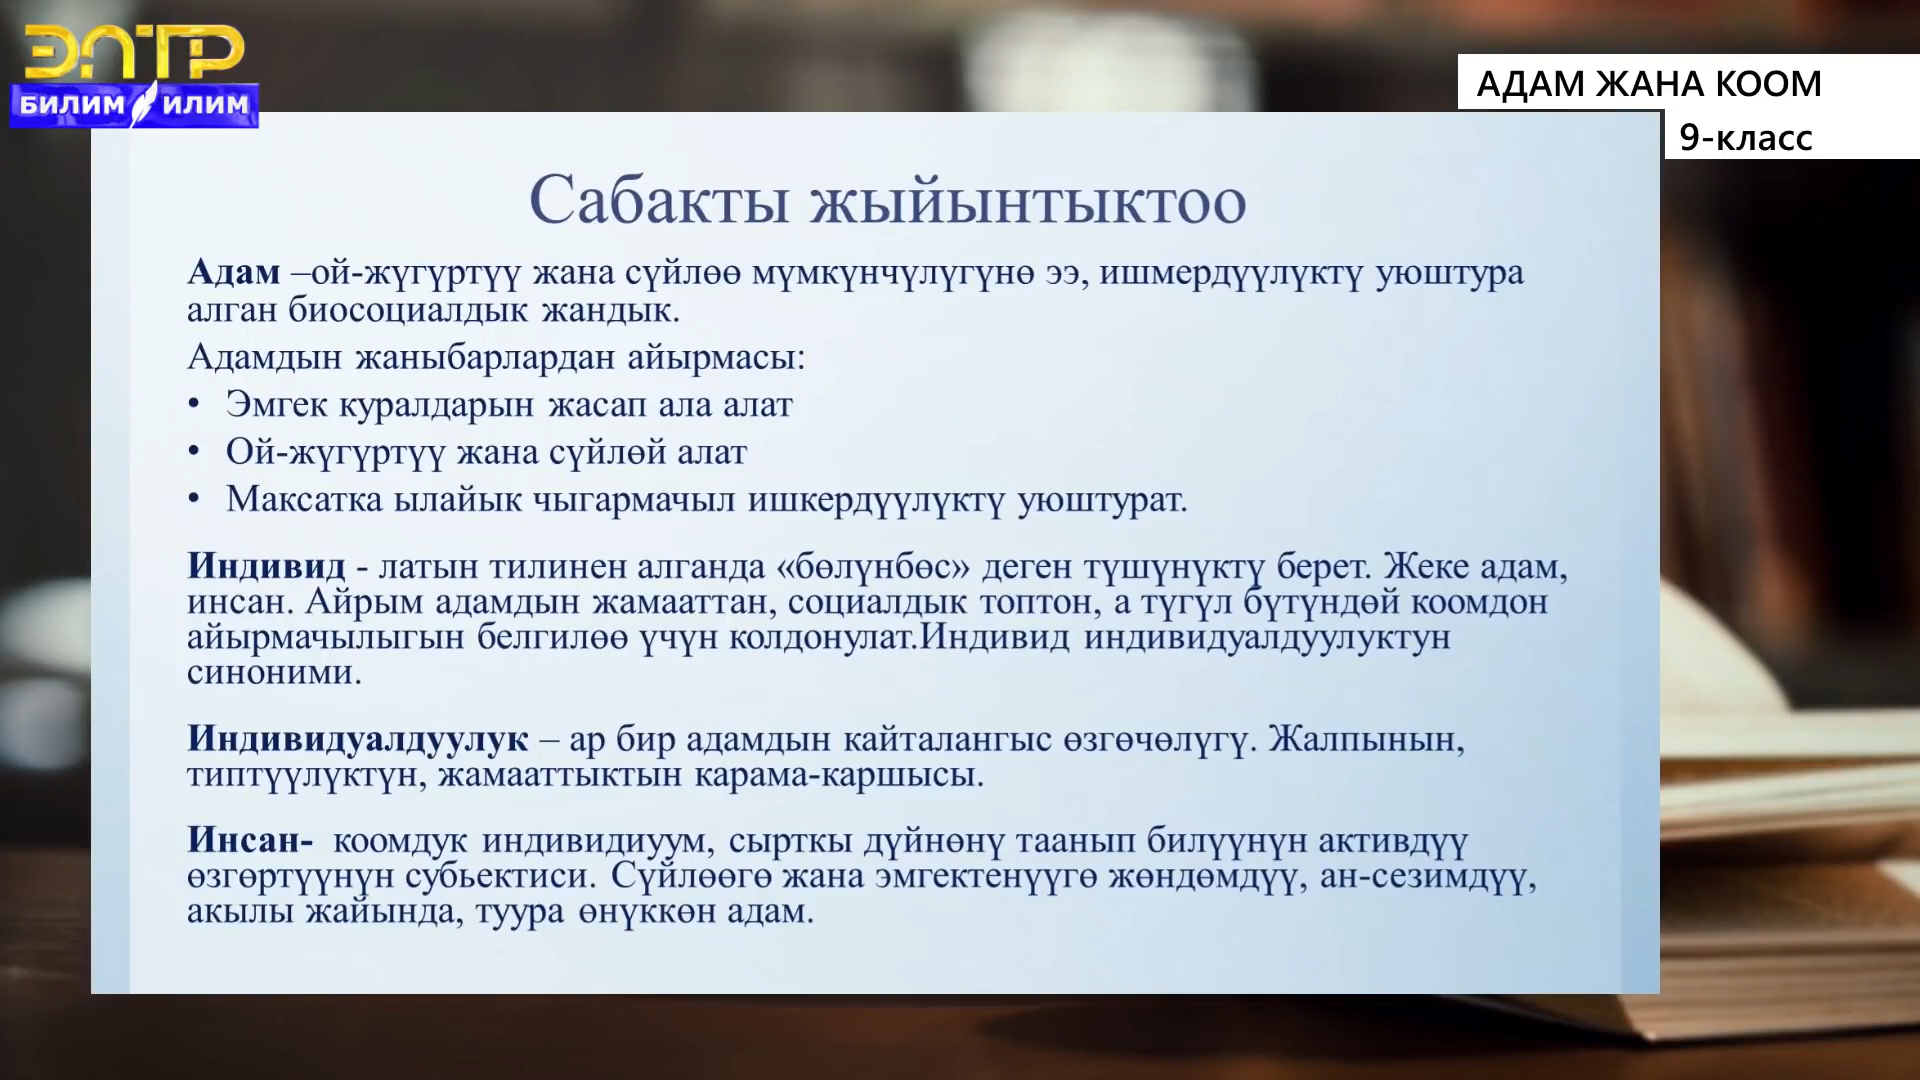 ЭЛТР
БИЛИМ ИЛИМ
АДАМ ЖАНА КООМ
9-класс
Сабакты жыйынтыктоо
Адам –ой-жүгүртүү жана сүйлөө мүмкүнчүлүгүнө ээ, ишмердүүлүктү уюштура
алган биосоциалдык жандык.
Адамдын жаныбарлардан айырмасы:
• Эмгек куралдарын жасап ала алат
• Ой-жүгүртүү жана сүйлөй алат
• Максатка ылайык чыгармачыл ишкердүүлүктү уюштурат.
Индивид - латын тилинен алганда «бөлүнбөс» деген түшүнүктү берет. Жеке адам,
инсан. Айрым адамдын жамааттан, социалдык топтон, а түгүл бүтүндөй коомдон
айырмачылыгын белгилөө үчүн колдонулат.Индивид индивидуалдуулуктун
синоними.
Индивидуалдуулук – ар бир адамдын кайталангыс өзгөчөлүгү. Жалпынын,
типтүүлүктүн, жамааттыктын карама-каршысы.
Инсан- коомдук индивидиуум, сырткы дүйнөнү таанып билүүнүн активдүү
өзгөртүүнүн субьектиси. Сүйлөөгө жана эмгектенүүгө жөндөмдүү, ан-сезимдүү,
акылы жайында, туура өнүккөн адам.